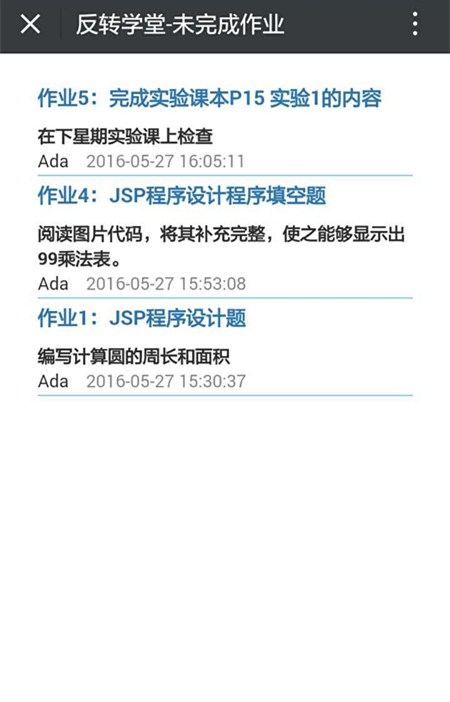 反转学堂-未完成作业
作业5：完成实验课本P15 实验1的内容
在下星期实验课上检查
Ada 2016-05-27 16:05:11
作业4：JSP程序设计程序填空题
阅读图片代码，将其补充完整，使之能够显示出
99乘法表。
Ada 2016-05-27 15:53:08
作业1：JSP程序设计题
编写计算圆的周长和面积
Ada 2016-05-27 15:30:37